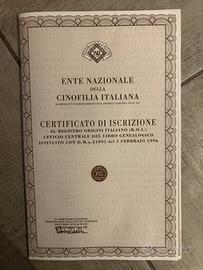 ENTE NAZIONALE
DELLA
CINOFILIA ITALIANA
CERTIFICATO DI ISCRIZIONE
AL REGISTRO ORIGINI ITALIANO (R.O.I.)
UFFICIO CENTRALE DEL LIBRO GENEALOGICO
ISTITUITO CON D.M. n.21095 del 5 FEBBRAIO 1996